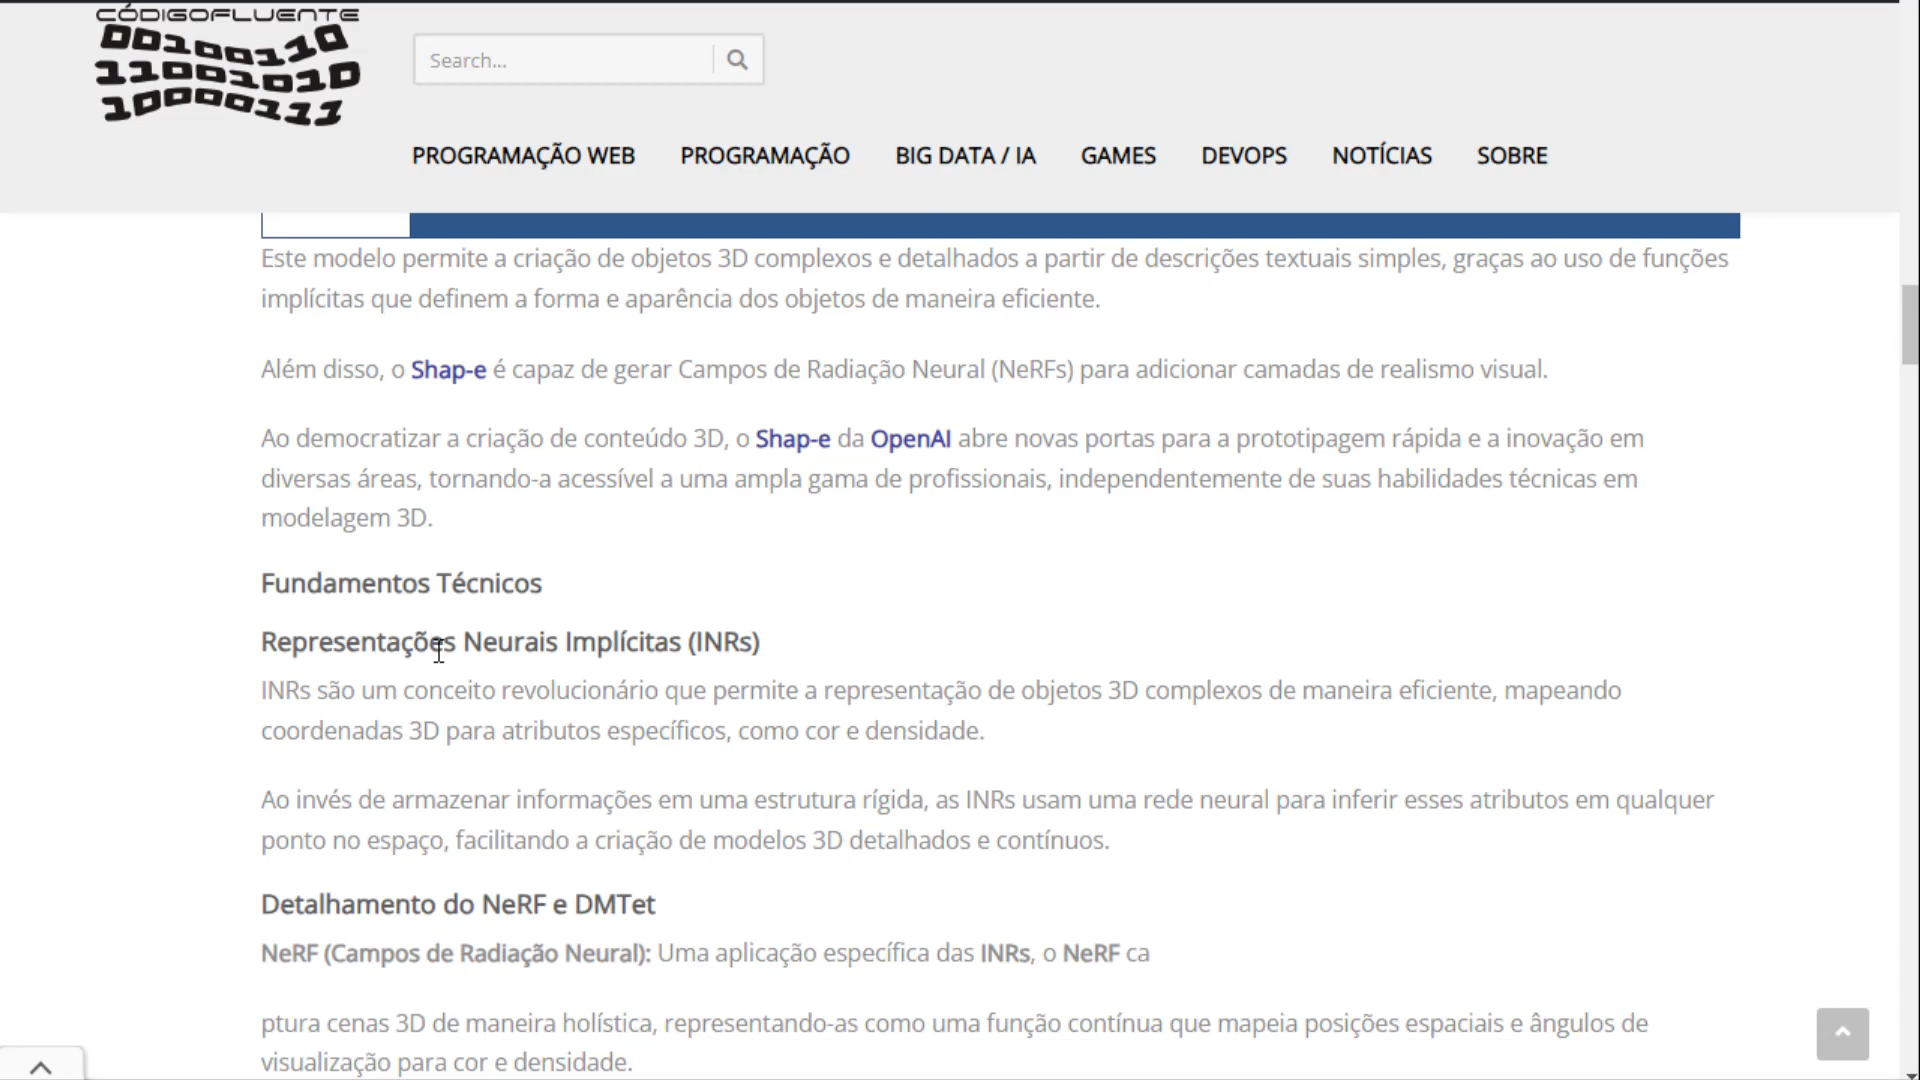 CÓDIGOFLUENTE
00100110
11001010
10000111
Search...
PROGRAMAÇÃO WEB PROGRAMAÇÃO BIG DATA / IA GAMES DEVOPS NOTÍCIAS SOBRE
Este modelo permite a criação de objetos 3D complexos e detalhados a partir de descrições textuais simples, graças ao uso de funções
implícitas que definem a forma e aparência dos objetos de maneira eficiente.
Além disso, o Shap-e é capaz de gerar Campos de Radiação Neural (NeRFs) para adicionar camadas de realismo visual.
Ao democratizar a criação de conteúdo 3D, o Shap-e da OpenAI abre novas portas para a prototipagem rápida e a inovação em
diversas áreas, tornando-a acessível a uma ampla gama de profissionais, independentemente de suas habilidades técnicas em
modelagem 3D.
Fundamentos Técnicos
Representações Neurais Implícitas (INRs)
INRs são um conceito revolucionário que permite a representação de objetos 3D complexos de maneira eficiente, mapeando
coordenadas 3D para atributos específicos, como cor e densidade.
Ao invés de armazenar informações em uma estrutura rígida, as INRs usam uma rede neural para inferir esses atributos em qualquer
ponto no espaço, facilitando a criação de modelos 3D detalhados e contínuos.
Detalhamento do NeRF e DMTet
NeRF (Campos de Radiação Neural): Uma aplicação específica das INRs, o NeRF ca
ptura cenas 3D de maneira holística, representando-as como uma função contínua que mapeia posições espaciais e ângulos de
visualização para cor e densidade.